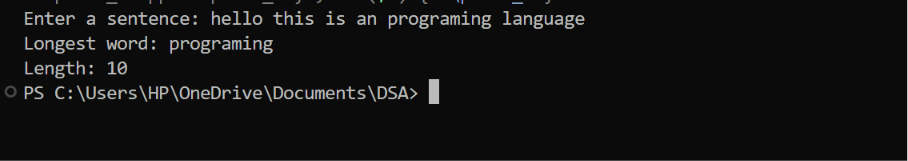 Enter a sentence: hello this is an programing language
Longest word: programing
Length: 10
PS C:\Users\HP\OneDrive\Documents\DSA>